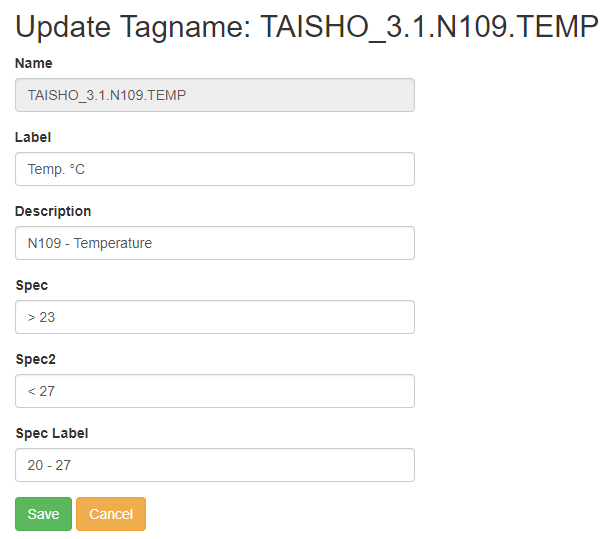 Update Tagname: TAISHO_3.1.N109.TEMP
Name
TAISHO_3.1.N109.TEMP
Label
Temp. °C
Description
N109 - Temperature
Spec
> 23
Spec2
< 27
Spec Label
20 - 27
Save Cancel